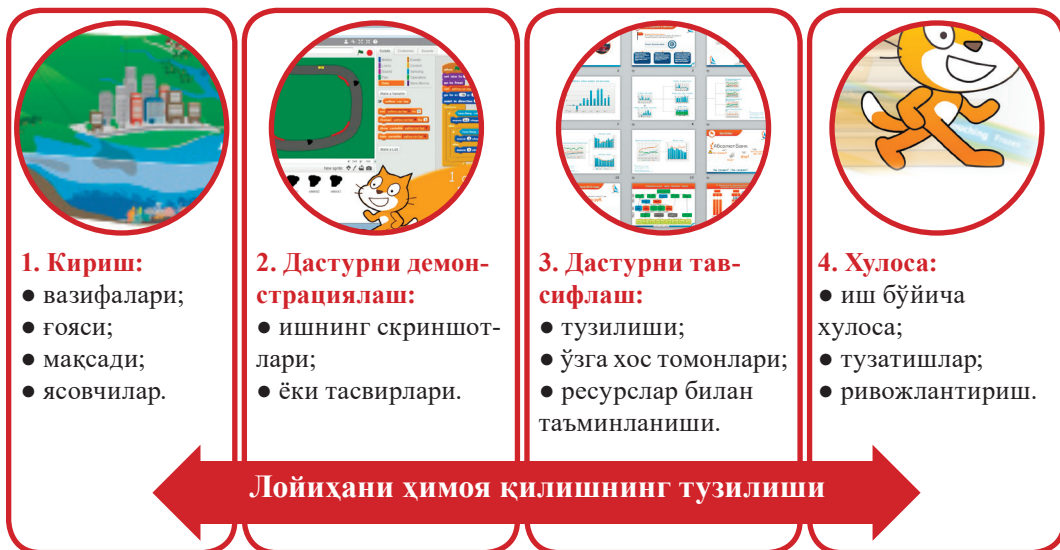 1. Кириш:
● вазифалари;
● ғояси;
● мақсади;
● ясовчилар.
2. Дастурни демон-
страциялаш:
● ишнинг скриншот-
лари;
● ёки тасвирлари.
3. Дастурни тав-
сифлаш:
● тузилиши;
● ўзга хос томонлари;
● ресурслар билан
таъминланиши.
4. Хулоса:
● иш бўйича
хулоса;
● тузатишлар;
● ривожлантириш.
Лойиҳани ҳимоя қилишнинг тузилиши